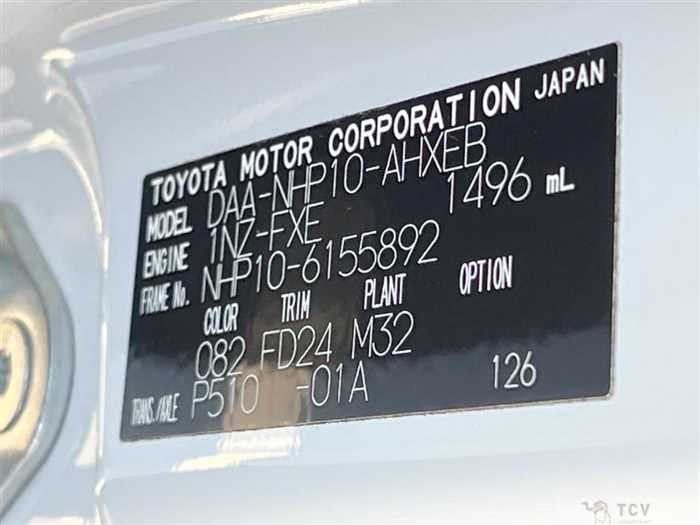 TOYOTA MOTOR CORPORATION JAPAN
MODEL DAA-NHP10-AHXEB
ENGINE 1NZ-FXE 1496 mL
FRAME No. NHP10-6155892
COLOR TRIM PLANT OPTION
082 FD24 M32
TRANS./AXLE P510 -01A 126
TCV